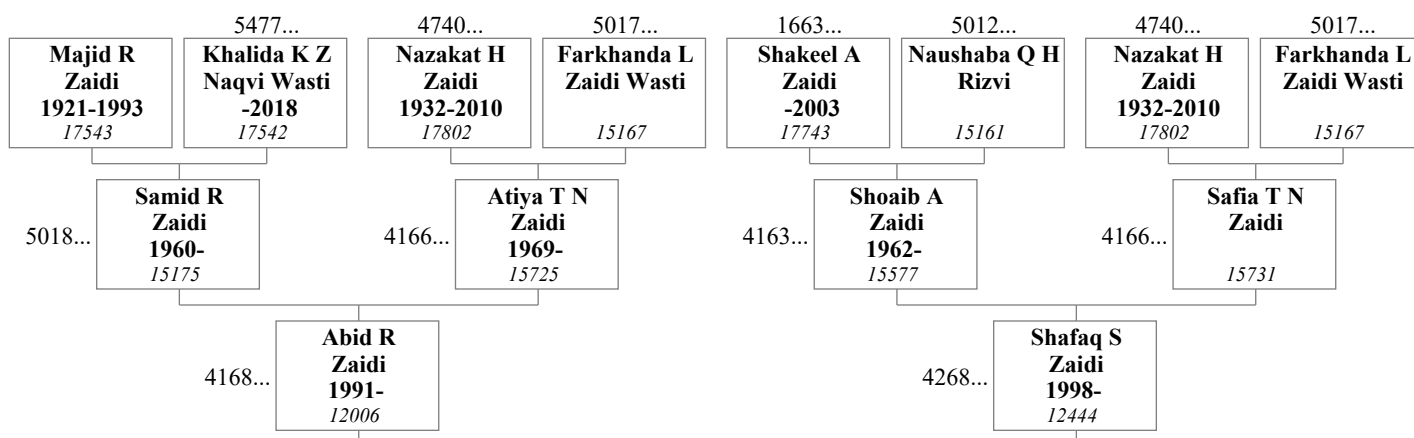 5477...
4740...
5017...
1663...
5012...
4740...
5017...
Majid R
Zaidi
1921-1993
17543
Khalida K Z
Naqvi Wasti
-2018
17542
Nazakat H
Zaidi
1932-2010
17802
Farkhanda L
Zaidi Wasti
15167
Shakeel A
Zaidi
-2003
17743
Naushaba Q H
Rizvi
15161
Nazakat H
Zaidi
1932-2010
17802
Farkhanda L
Zaidi Wasti
15167
5018...
Samid R
Zaidi
1960-
15175
4166...
Atiya T N
Zaidi
1969-
15725
4163...
Shoaib A
Zaidi
1962-
15577
4166...
Safia T N
Zaidi
15731
4168...
Abid R
Zaidi
1991-
12006
4268...
Shafaq S
Zaidi
1998-
12444